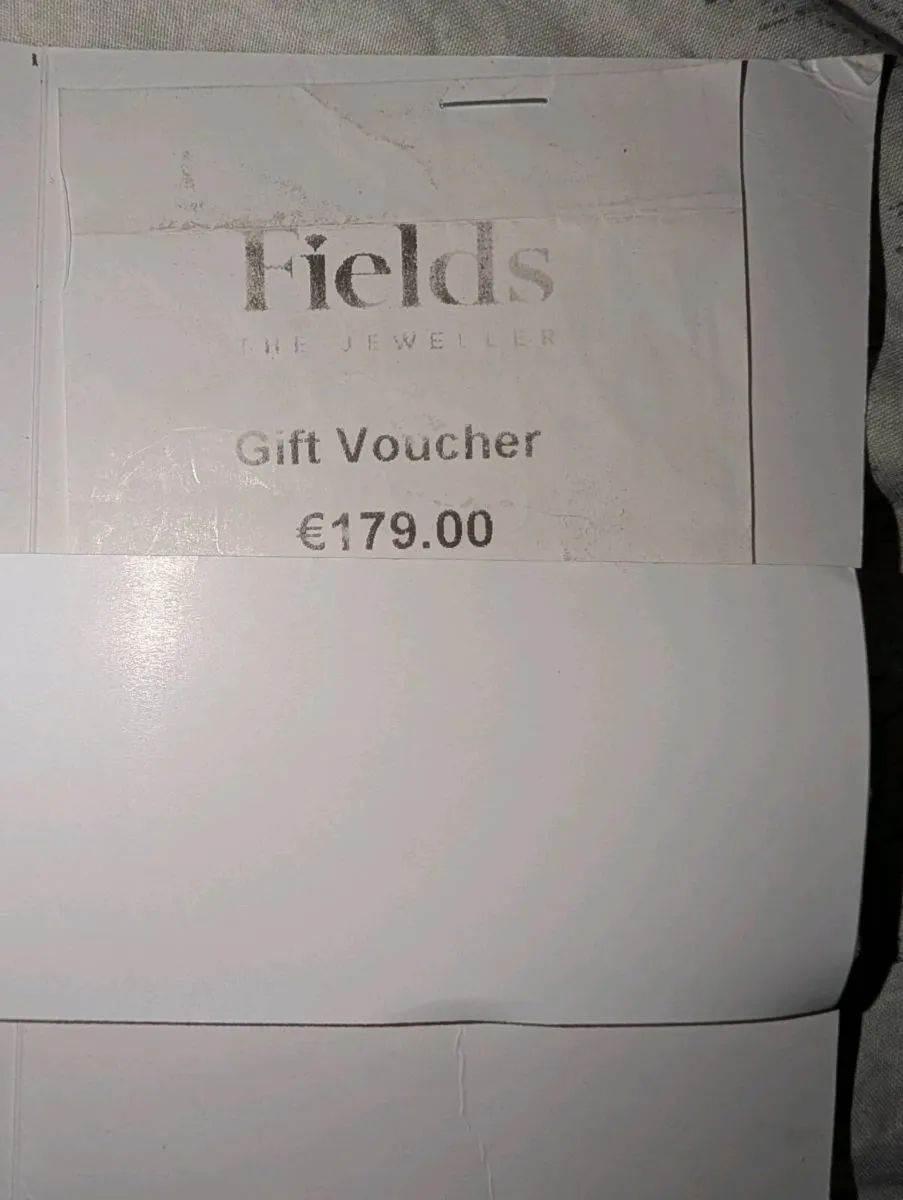 Fields
THE JEWELLER
Gift Voucher
€179.00